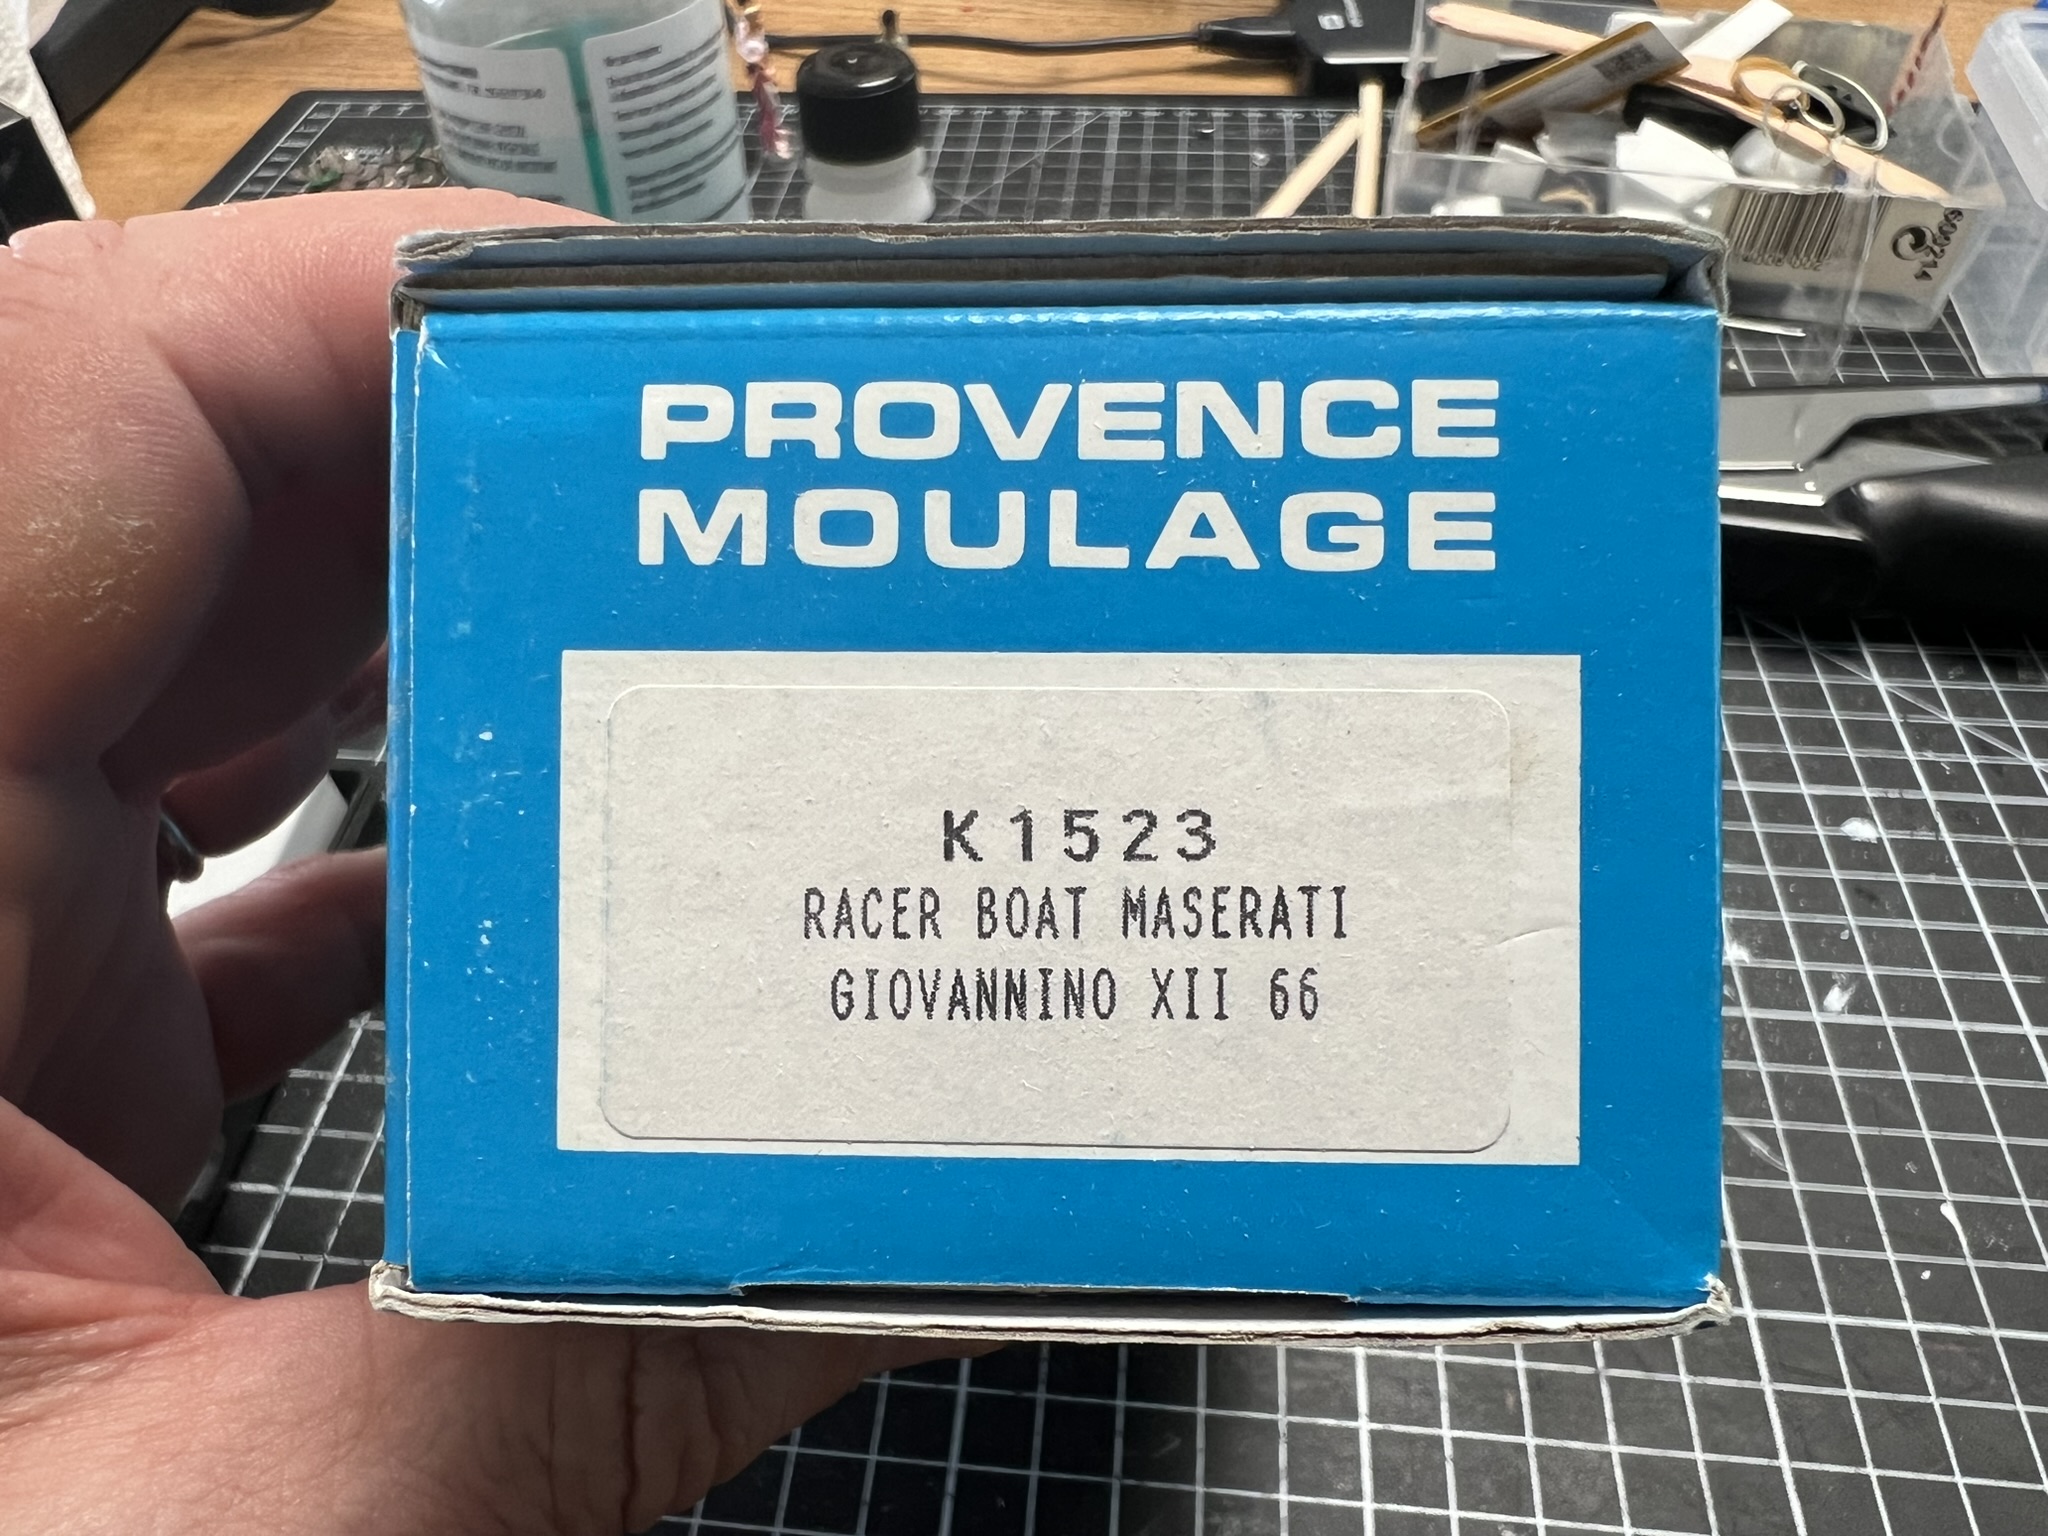 PROVENCE
MOULAGE
K1523
RACER BOAT MASERATI
GIOVANNINO XII 66